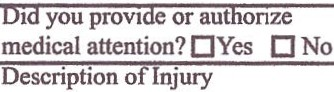 Did you provide or authorize
medical attention? ☐Yes ☐ No
Description of Injury